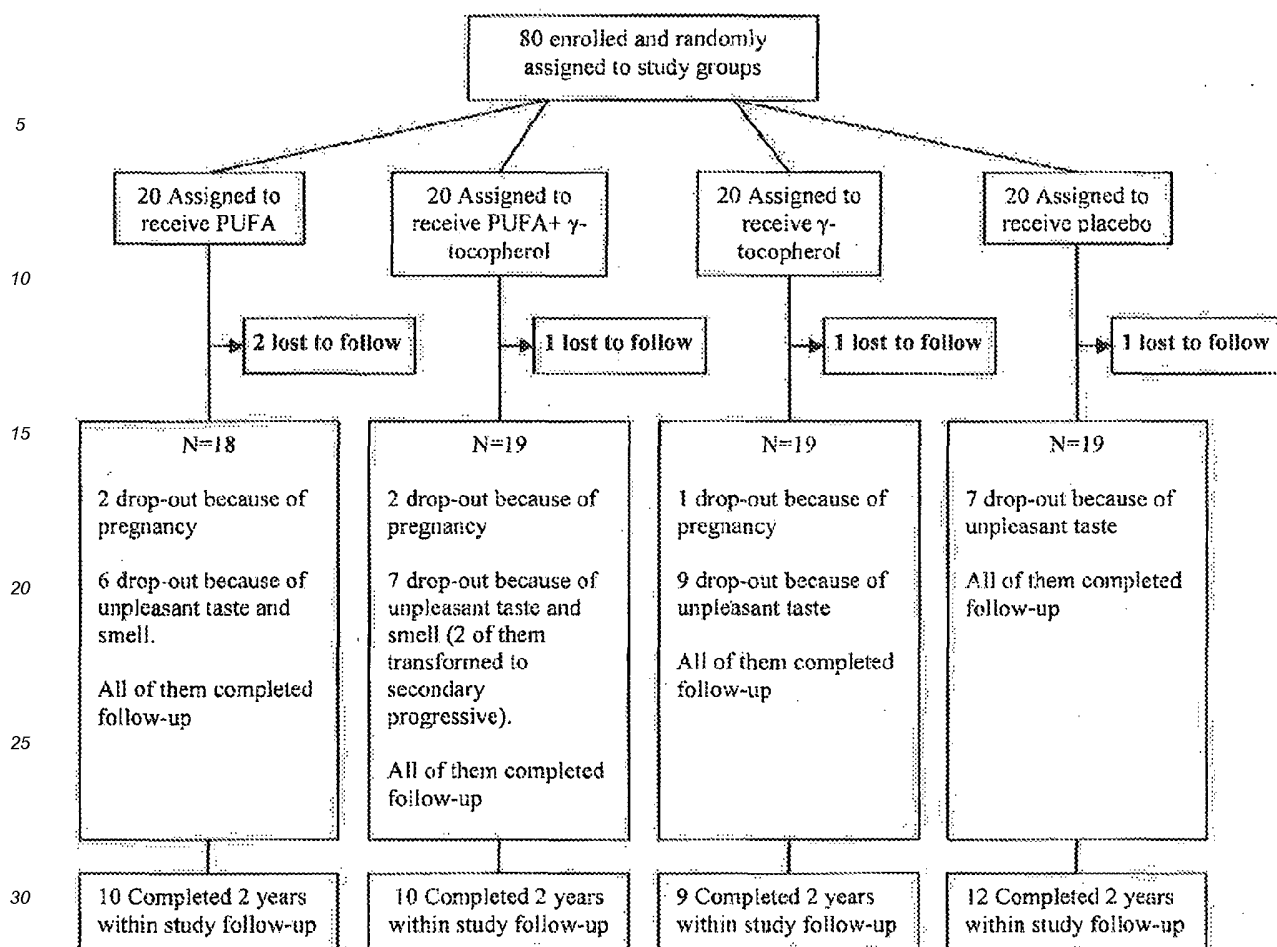 80 enrolled and randomly
assigned to study groups
5
20 Assigned to
receive PUFA
20 Assigned to
receive PUFA+ γ-
tocopherol
20 Assigned to
receive γ-
tocopherol
20 Assigned to
receive placebo
10
2 lost to follow
1 lost to follow
1 lost to follow
1 lost to follow
15
N=18
2 drop-out because of
pregnancy
6 drop-out because of
unpleasant taste and
smell.
All of them completed
follow-up
N=19
2 drop-out because of
pregnancy
7 drop-out because of
unpleasant taste and
smell (2 of them
transformed to
secondary
progressive).
All of them completed
follow-up
N=19
1 drop-out because of
pregnancy
9 drop-out because of
unpleasant taste
All of them completed
follow-up
N=19
7 drop-out because of
unpleasant taste
All of them completed
follow-up
20
25
30
10 Completed 2 years
within study follow-up
10 Completed 2 years
within study follow-up
9 Completed 2 years
within study follow-up
12 Completed 2 years
within study follow-up